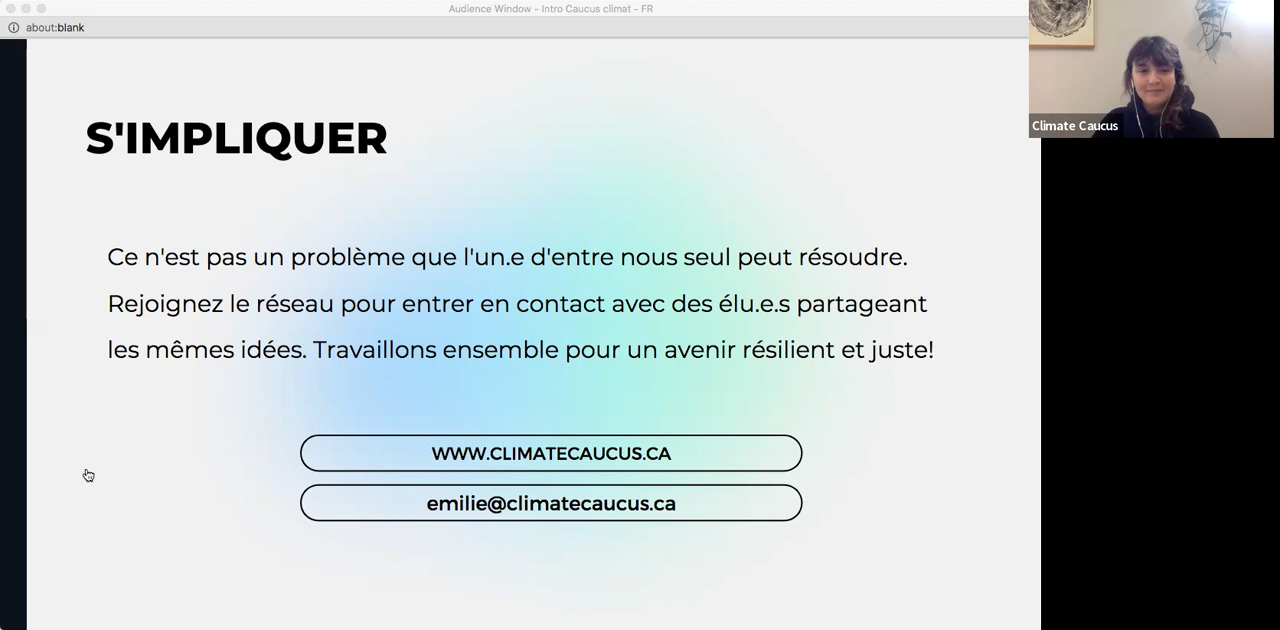 Audience Window - Intro Caucus climat - FR
about:blank
Climate Caucus
S'IMPLIQUER
Ce n'est pas un problème que l'un.e d'entre nous seul peut résoudre.
Rejoignez le réseau pour entrer en contact avec des élu.e.s partageant
les mêmes idées. Travaillons ensemble pour un avenir résilient et juste!
WWW.CLIMATECAUCUS.CA
emilie@climatecaucus.ca